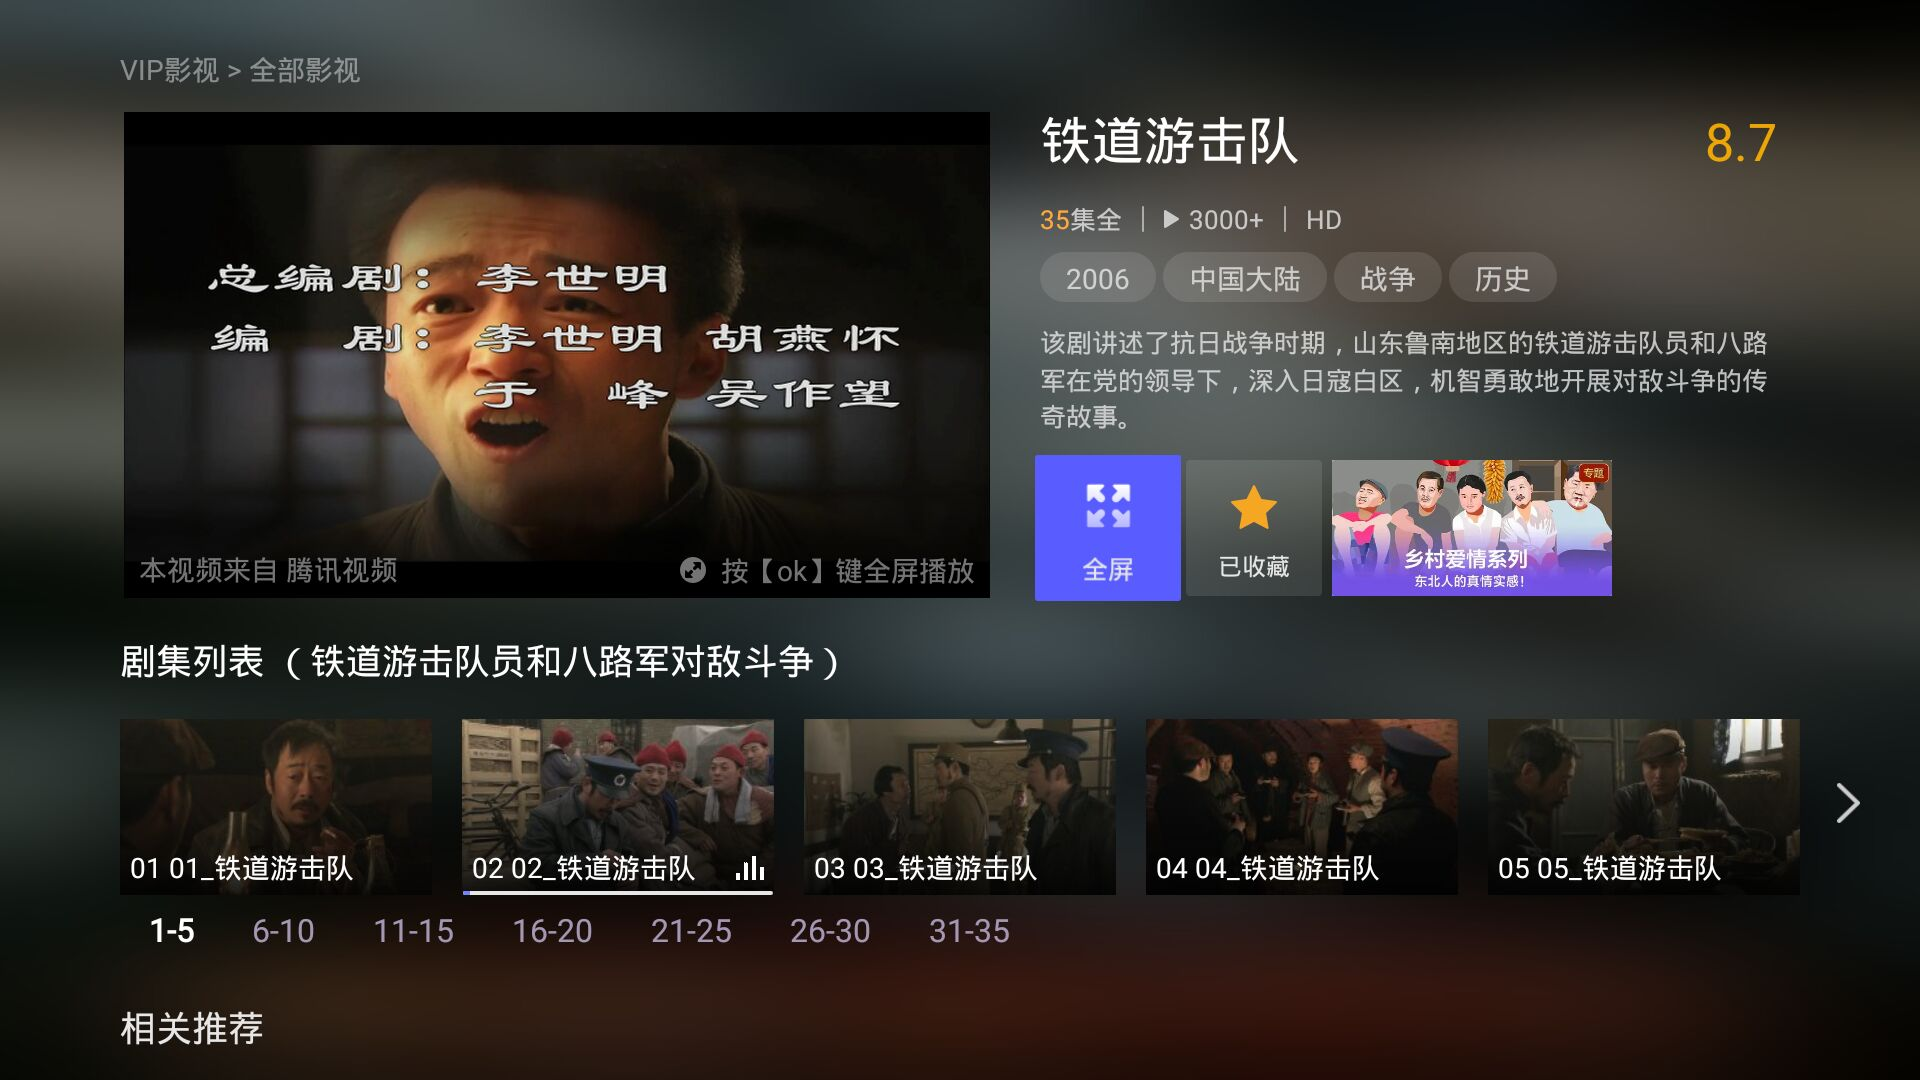 VIP影视 > 全部影视
总编剧：李世明
编 剧：李世明 胡燕怀
于 峰 吴作望
本视频来自 腾讯视频
按【ok】键全屏播放
铁道游击队
8.7
35集全 | 3000+ | HD
2006 中国大陆 战争 历史
该剧讲述了抗日战争时期，山东鲁南地区的铁道游击队员和八路
军在党的领导下，深入日寇白区，机智勇敢地开展对敌斗争的传
奇故事。
全屏
已收藏
专题
乡村爱情系列
东北人的真情实感！
剧集列表（铁道游击队员和八路军对敌斗争）
01 01_铁道游击队
02 02_铁道游击队
03 03_铁道游击队
04 04_铁道游击队
05 05_铁道游击队
1-5 6-10 11-15 16-20 21-25 26-30 31-35
相关推荐